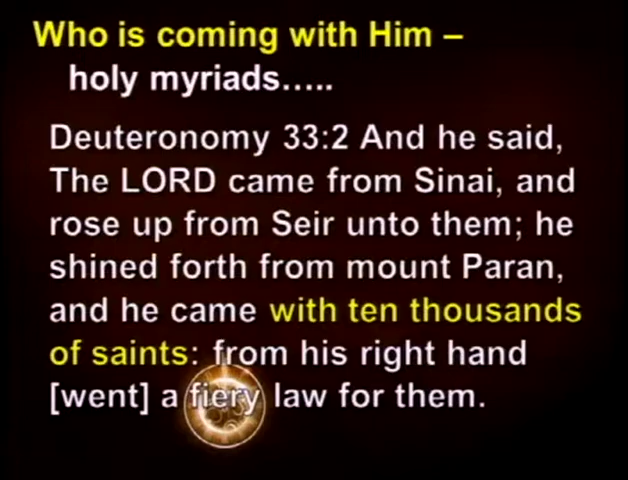 Who is coming with Him –
holy myriads…..
Deuteronomy 33:2 And he said,
The LORD came from Sinai, and
rose up from Seir unto them; he
shined forth from mount Paran,
and he came with ten thousands
of saints: from his right hand
[went] a fiery law for them.